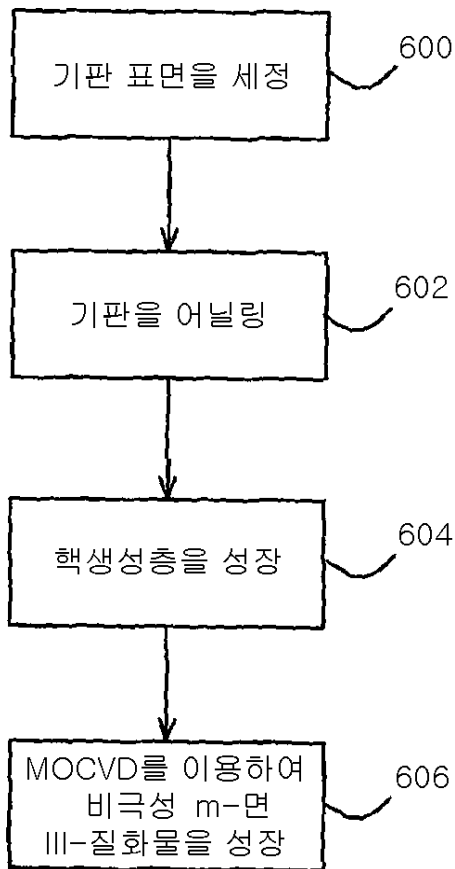 기판 표면을 세정
600
기판을 어닐링
602
핵생성층을 성장
604
MOCVD를 이용하여
비극성 m-면
III-질화물을 성장
606